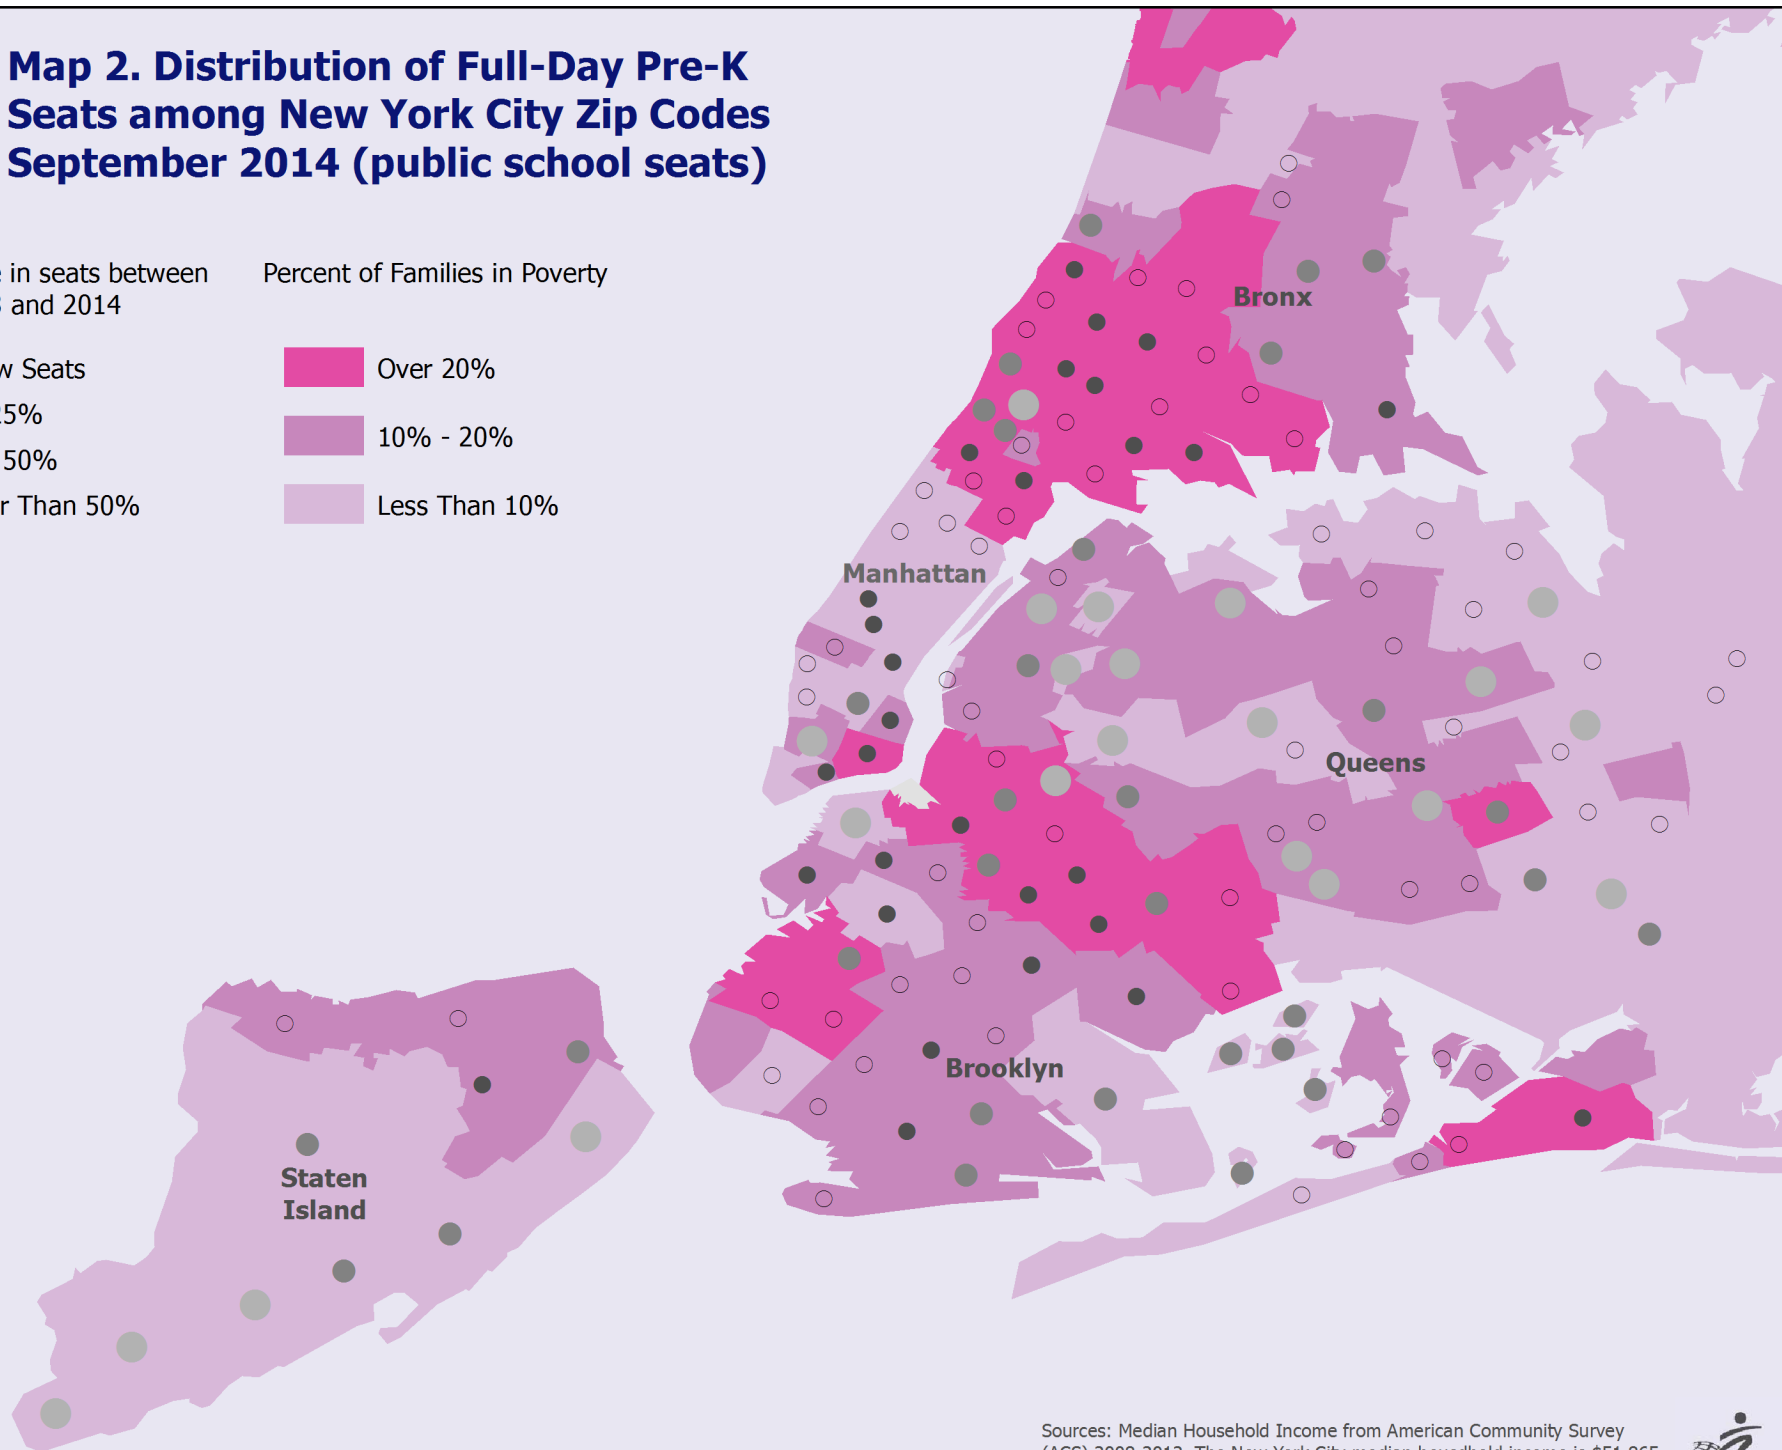 Map 2. Distribution of Full-Day Pre-K
Seats among New York City Zip Codes
September 2014 (public school seats)
in seats between
and 2014
Seats
5%
50%
Than 50%
Percent of Families in Poverty
Over 20%
10% - 20%
Less Than 10%
Bronx
Manhattan
Queens
Brooklyn
Staten
Island
Sources: Median Household Income from American Community Survey